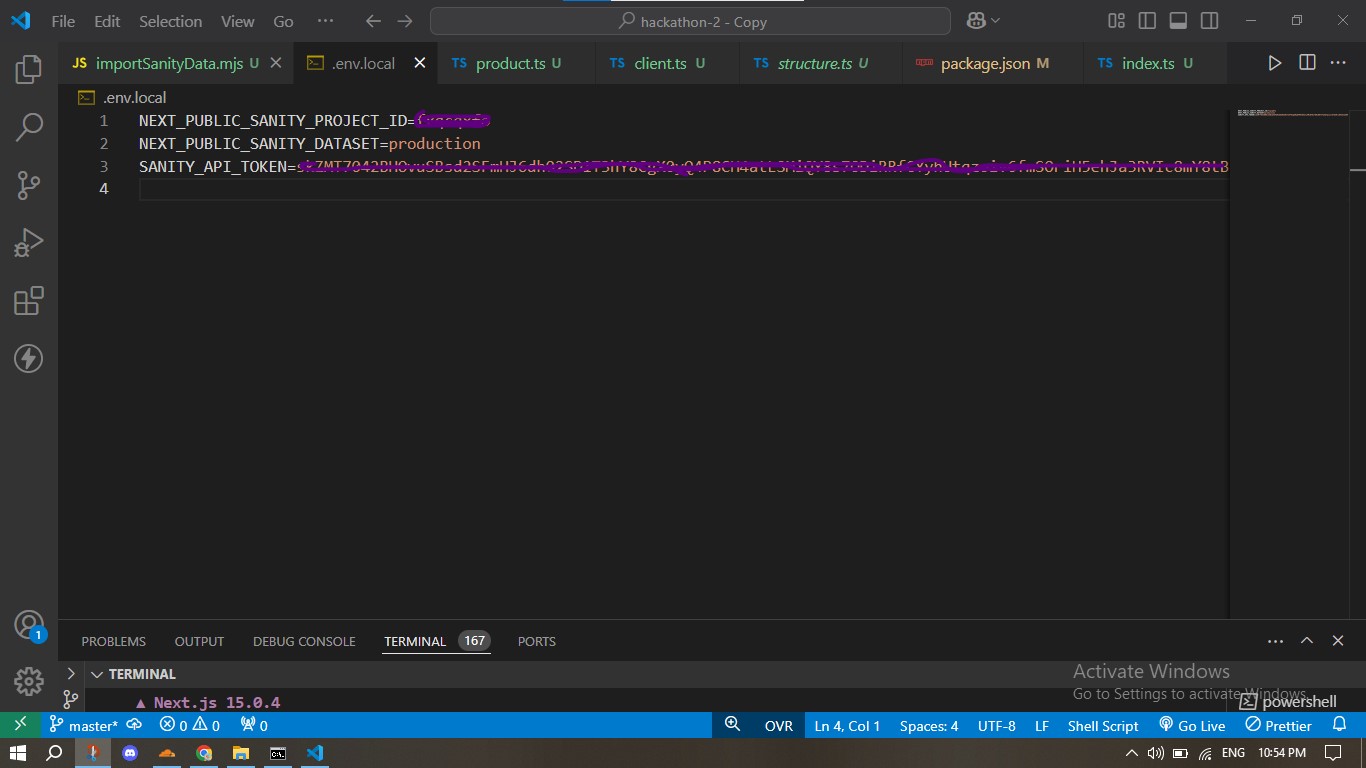 File Edit Selection View Go ··· hackathon-2 - Copy
JS importSanityData.mjs U .env.local TS product.ts U TS client.ts U TS structure.ts U package.json M TS index.ts U ···
.env.local
1 NEXT_PUBLIC_SANITY_PROJECT_ID=
2 NEXT_PUBLIC_SANITY_DATASET=production
3 SANITY_API_TOKEN=
4
PROBLEMS OUTPUT DEBUG CONSOLE TERMINAL 167 PORTS ···
TERMINAL
▲ Next.js 15.0.4
Activate Windows
Go to Settings to activate Windows.
powershell
1
master* 0 0 0 OVR Ln 4, Col 1 Spaces: 4 UTF-8 LF Shell Script Go Live Prettier
ENG 10:54 PM